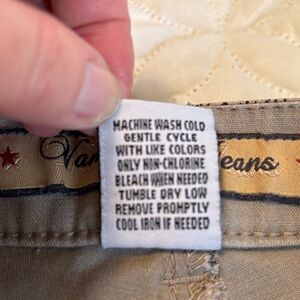 MACHINE WASH COLD
GENTLE CYCLE
WITH LIKE COLORS
ONLY NON-CHLORINE
BLEACH WHEN NEEDED
TUMBLE DRY LOW
REMOVE PROMPTLY
COOL IRON IF NEEDED
Jeans